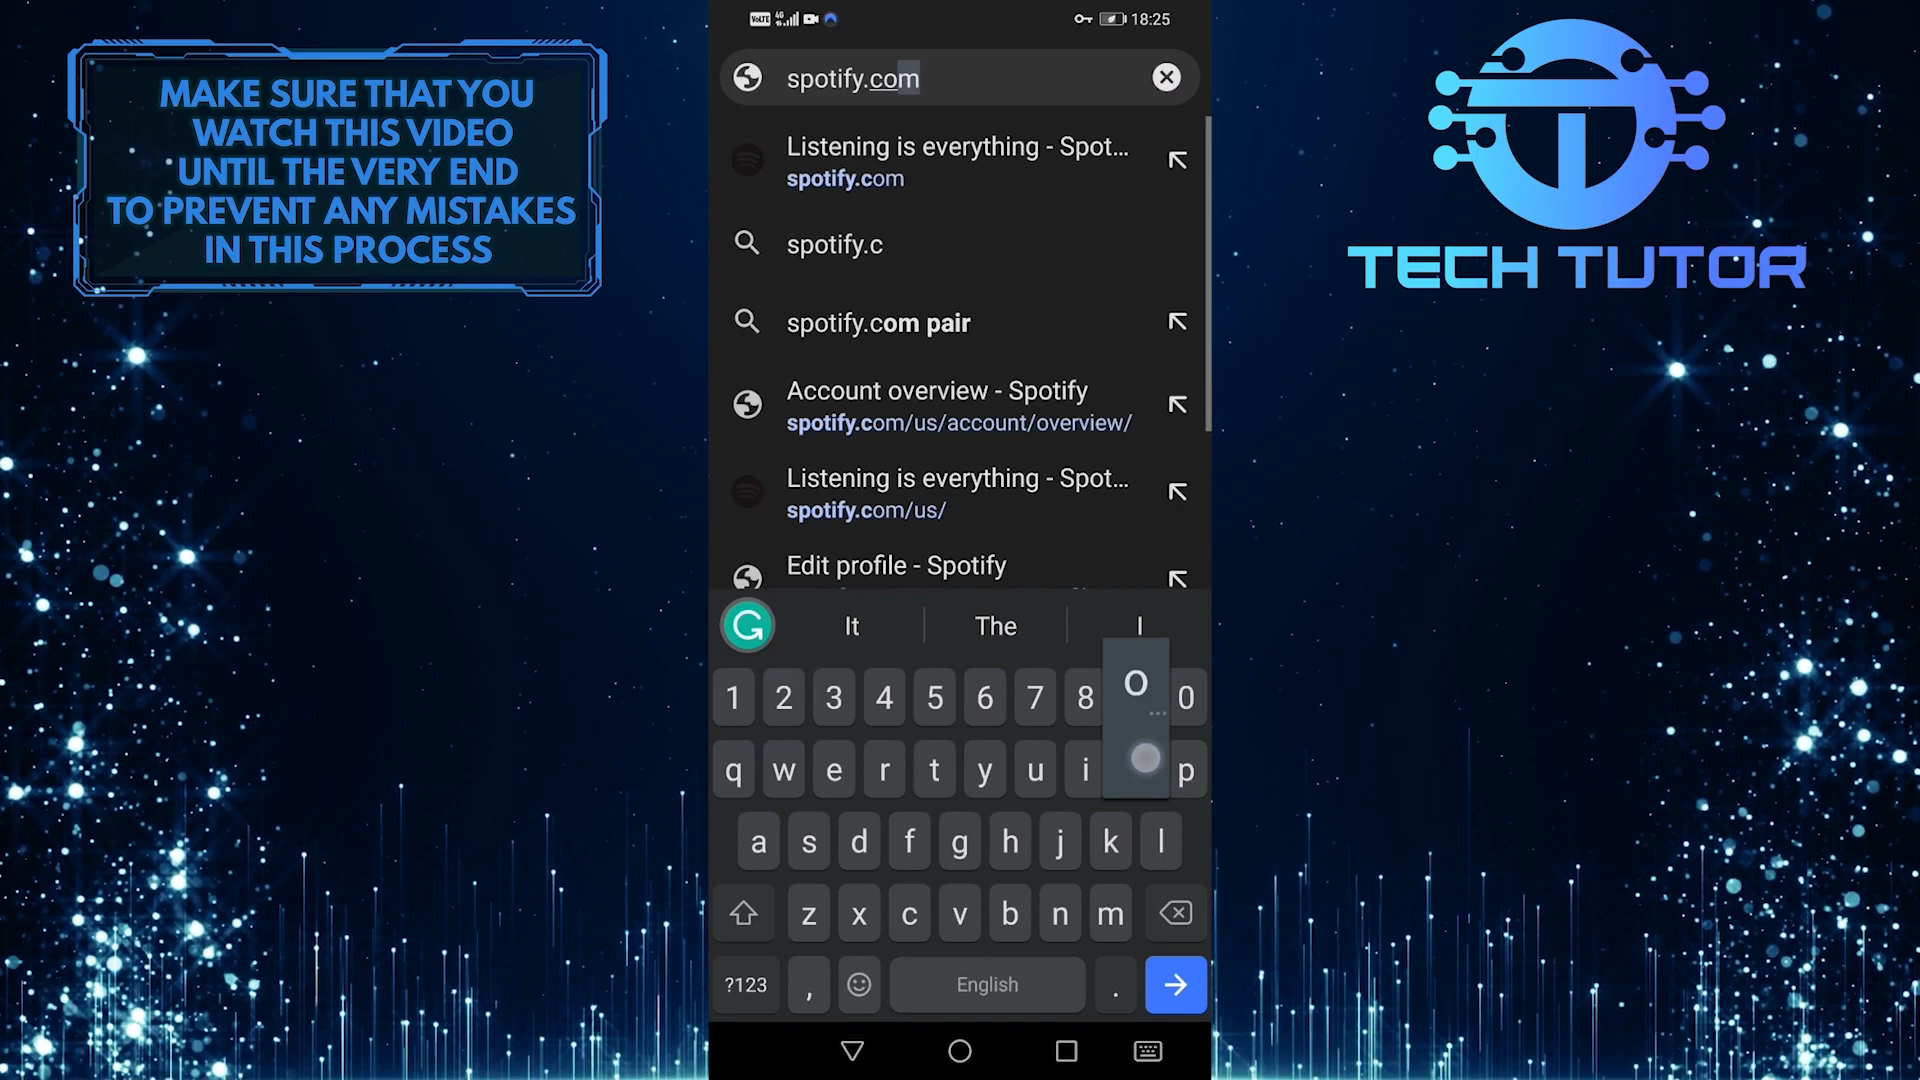 MAKE SURE THAT YOU
WATCH THIS VIDEO
UNTIL THE VERY END
TO PREVENT ANY MISTAKES
IN THIS PROCESS
VoLTE 4G 18:25
spotify.com
Listening is everything - Spot...
spotify.com
spotify.c
spotify.com pair
Account overview - Spotify
spotify.com/us/account/overview/
Listening is everything - Spot...
spotify.com/us/
Edit profile - Spotify
It The I
1 2 3 4 5 6 7 8 0
o
q w e r t y u i p
a s d f g h j k l
z x c v b n m
?123 , English .
TECH TUTOR